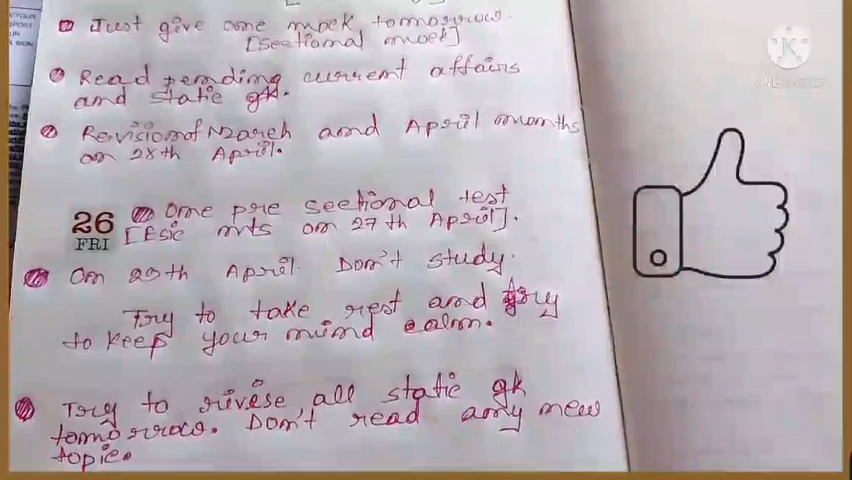 Just give one mock tomorrow.
[Sectional mock]
Read pending current affairs
and static gk.
Revision of March and April months
on 28th April.
26
FRI
One pre sectional test
[Esic mts on 27th April].
On 29th April Don't study.
Try to take rest and try
to keep your mind calm.
Try to rivise all static gk
tomorrow. Don't read any new
topic.
K